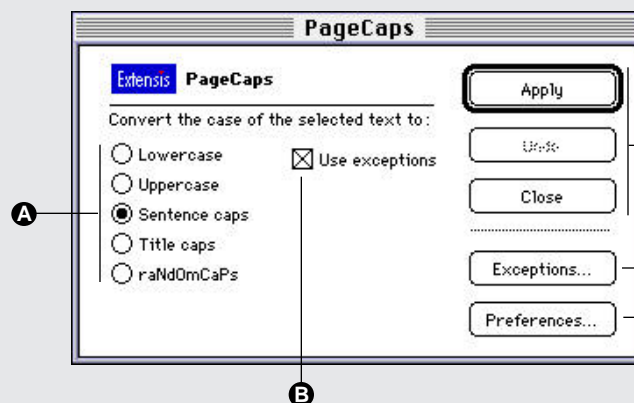 PageCaps
Extensis PageCaps
Convert the case of the selected text to:
Lowercase
Uppercase
Sentence caps
Title caps
raNdOmCaPs
Use exceptions
Apply
Undo
Close
Exceptions...
Preferences...
A
B